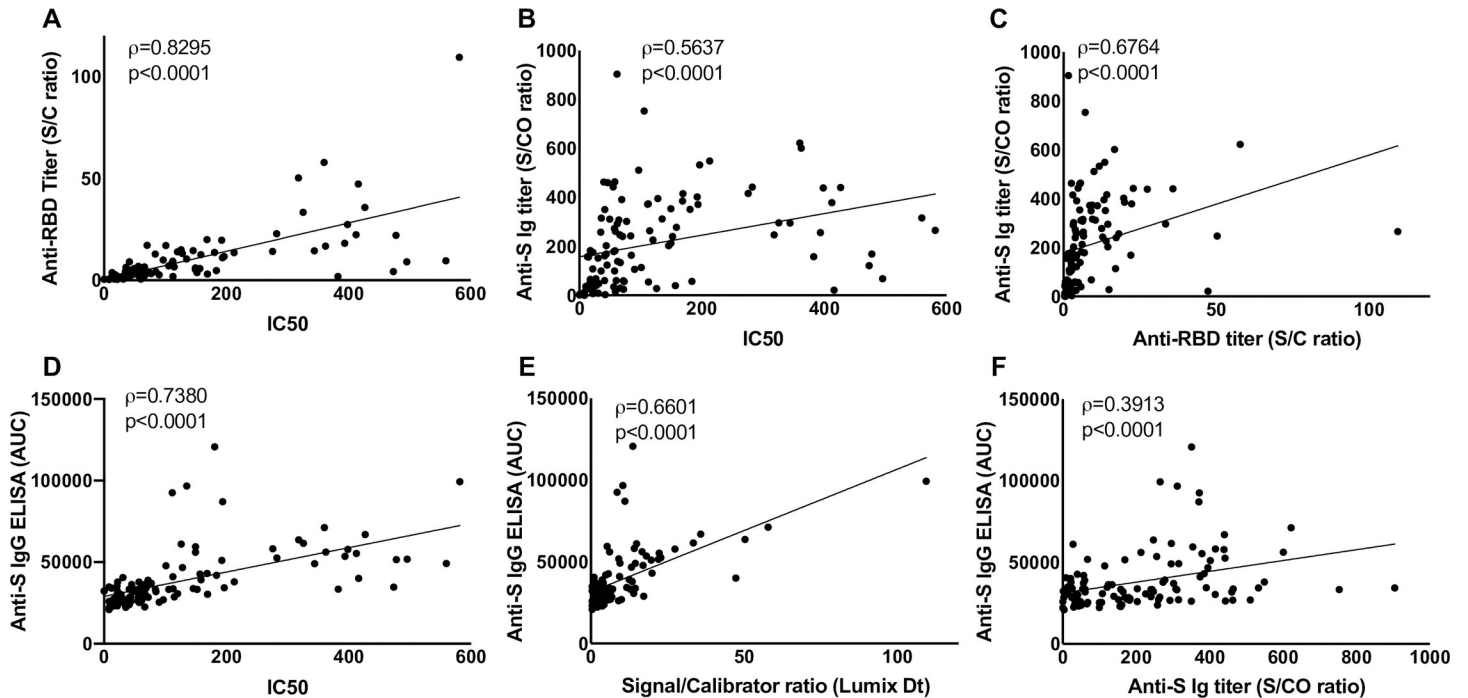 A
ρ=0.8295
p<0.0001
Anti-RBD Titer (S/C ratio)
100
50
0
0 200 400 600
IC50
B
ρ=0.5637
p<0.0001
Anti-S Ig titer (S/CO ratio)
1000
800
600
400
200
0
0 200 400 600
IC50
C
ρ=0.6764
p<0.0001
Anti-S Ig titer (S/CO ratio)
1000
800
600
400
200
0
0 50 100
Anti-RBD titer (S/C ratio)
D
ρ=0.7380
p<0.0001
Anti-S IgG ELISA (AUC)
150000
100000
50000
0
0 200 400 600
IC50
E
ρ=0.6601
p<0.0001
Anti-S IgG ELISA (AUC)
150000
100000
50000
0
0 50 100
Signal/Calibrator ratio (Lumix Dt)
F
ρ=0.3913
p<0.0001
Anti-S IgG ELISA (AUC)
150000
100000
50000
0
0 200 400 600 800 1000
Anti-S Ig titer (S/CO ratio)